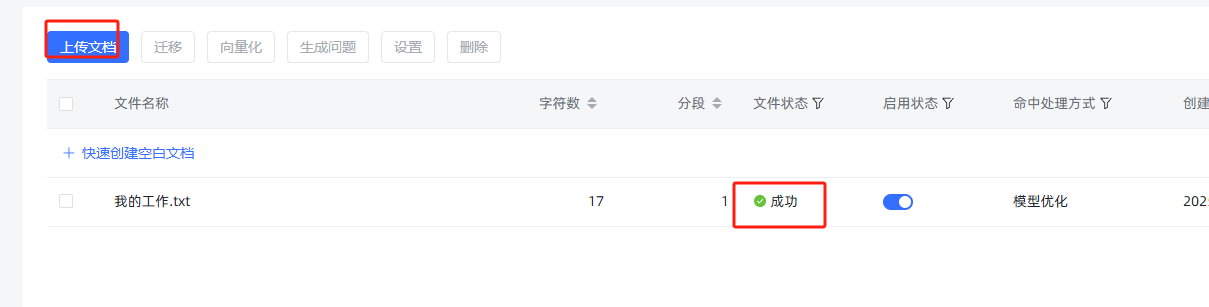 上传文档 迁移 向量化 生成问题 设置 删除
文件名称 字符数 分段 文件状态 启用状态 命中处理方式 创建
快速创建空白文档
我的工作.txt 17 1 成功 模型优化 202